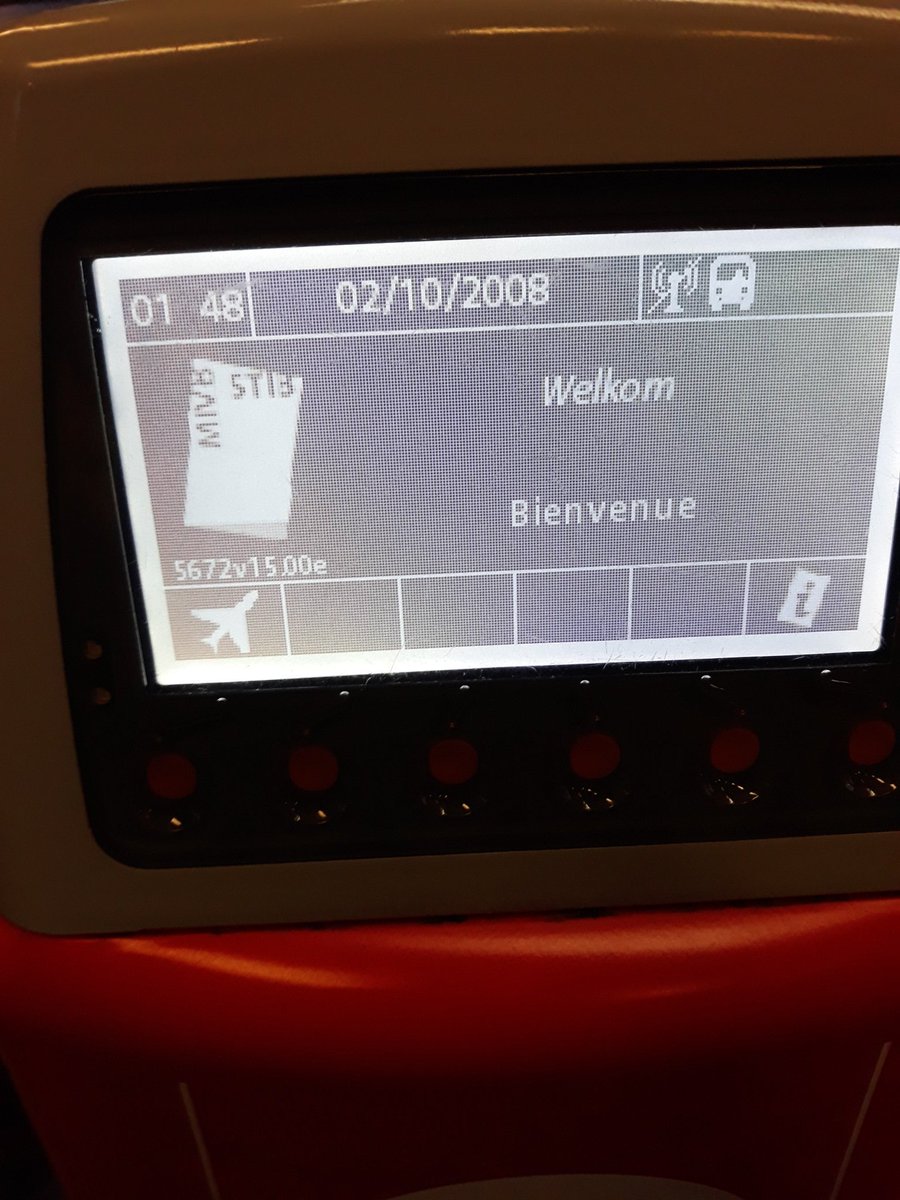 01 48
02/10/2008
MIVB
STIB
Welkom
Bienvenue
5672v15.00e